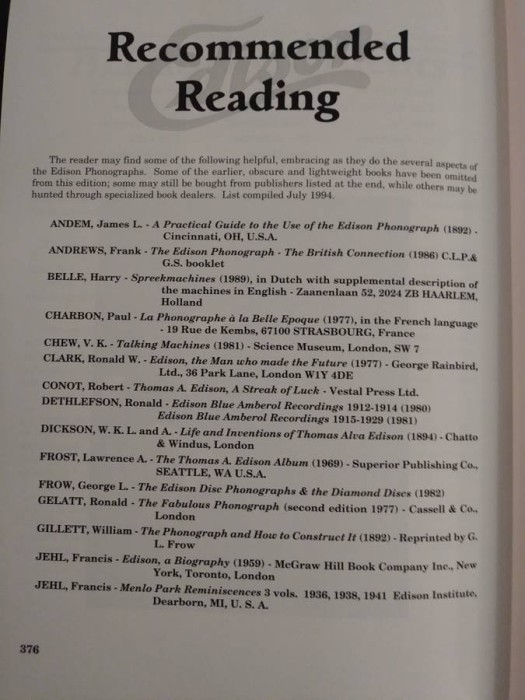 Edison
Recommended
Reading
The reader may find some of the following helpful, embracing as they do the several aspects of
the Edison Phonographs. Some of the earlier, obscure and lightweight books have been omitted
from this edition; some may still be bought from publishers listed at the end, while others may be
hunted through specialized book dealers. List compiled July 1994.
ANDEM, James L. - A Practical Guide to the Use of the Edison Phonograph (1892) -
Cincinnati, OH, U.S.A.
ANDREWS, Frank - The Edison Phonograph - The British Connection (1986) C.L.P.&
G.S. booklet
BELLE, Harry - Spreekmachines (1989), in Dutch with supplemental description of
the machines in English - Zaanenlaan 52, 2024 ZB HAARLEM,
Holland
CHARBON, Paul - La Phonographe à la Belle Epoque (1977), in the French language
- 19 Rue de Kembs, 67100 STRASBOURG, France
CHEW, V. K. - Talking Machines (1981) - Science Museum, London, SW 7
CLARK, Ronald W. - Edison, the Man who made the Future (1977) - George Rainbird,
Ltd., 36 Park Lane, London W1Y 4DE
CONOT, Robert - Thomas A. Edison, A Streak of Luck - Vestal Press Ltd.
DETHLEFSON, Ronald - Edison Blue Amberol Recordings 1912-1914 (1980)
Edison Blue Amberol Recordings 1915-1929 (1981)
DICKSON, W. K. L. and A. - Life and Inventions of Thomas Alva Edison (1894) - Chatto
& Windus, London
FROST, Lawrence A. - The Thomas A. Edison Album (1969) - Superior Publishing Co.,
SEATTLE, WA U.S.A.
FROW, George L. - The Edison Disc Phonographs & the Diamond Discs (1982)
GELATT, Ronald - The Fabulous Phonograph (second edition 1977) - Cassell & Co.,
London
GILLETT, William - The Phonograph and How to Construct It (1892) - Reprinted by G.
L. Frow
JEHL, Francis - Edison, a Biography (1959) - McGraw Hill Book Company Inc., New
York, Toronto, London
JEHL, Francis - Menlo Park Reminiscences 3 vols. 1936, 1938, 1941 Edison Institute,
Dearborn, MI, U. S. A.
376